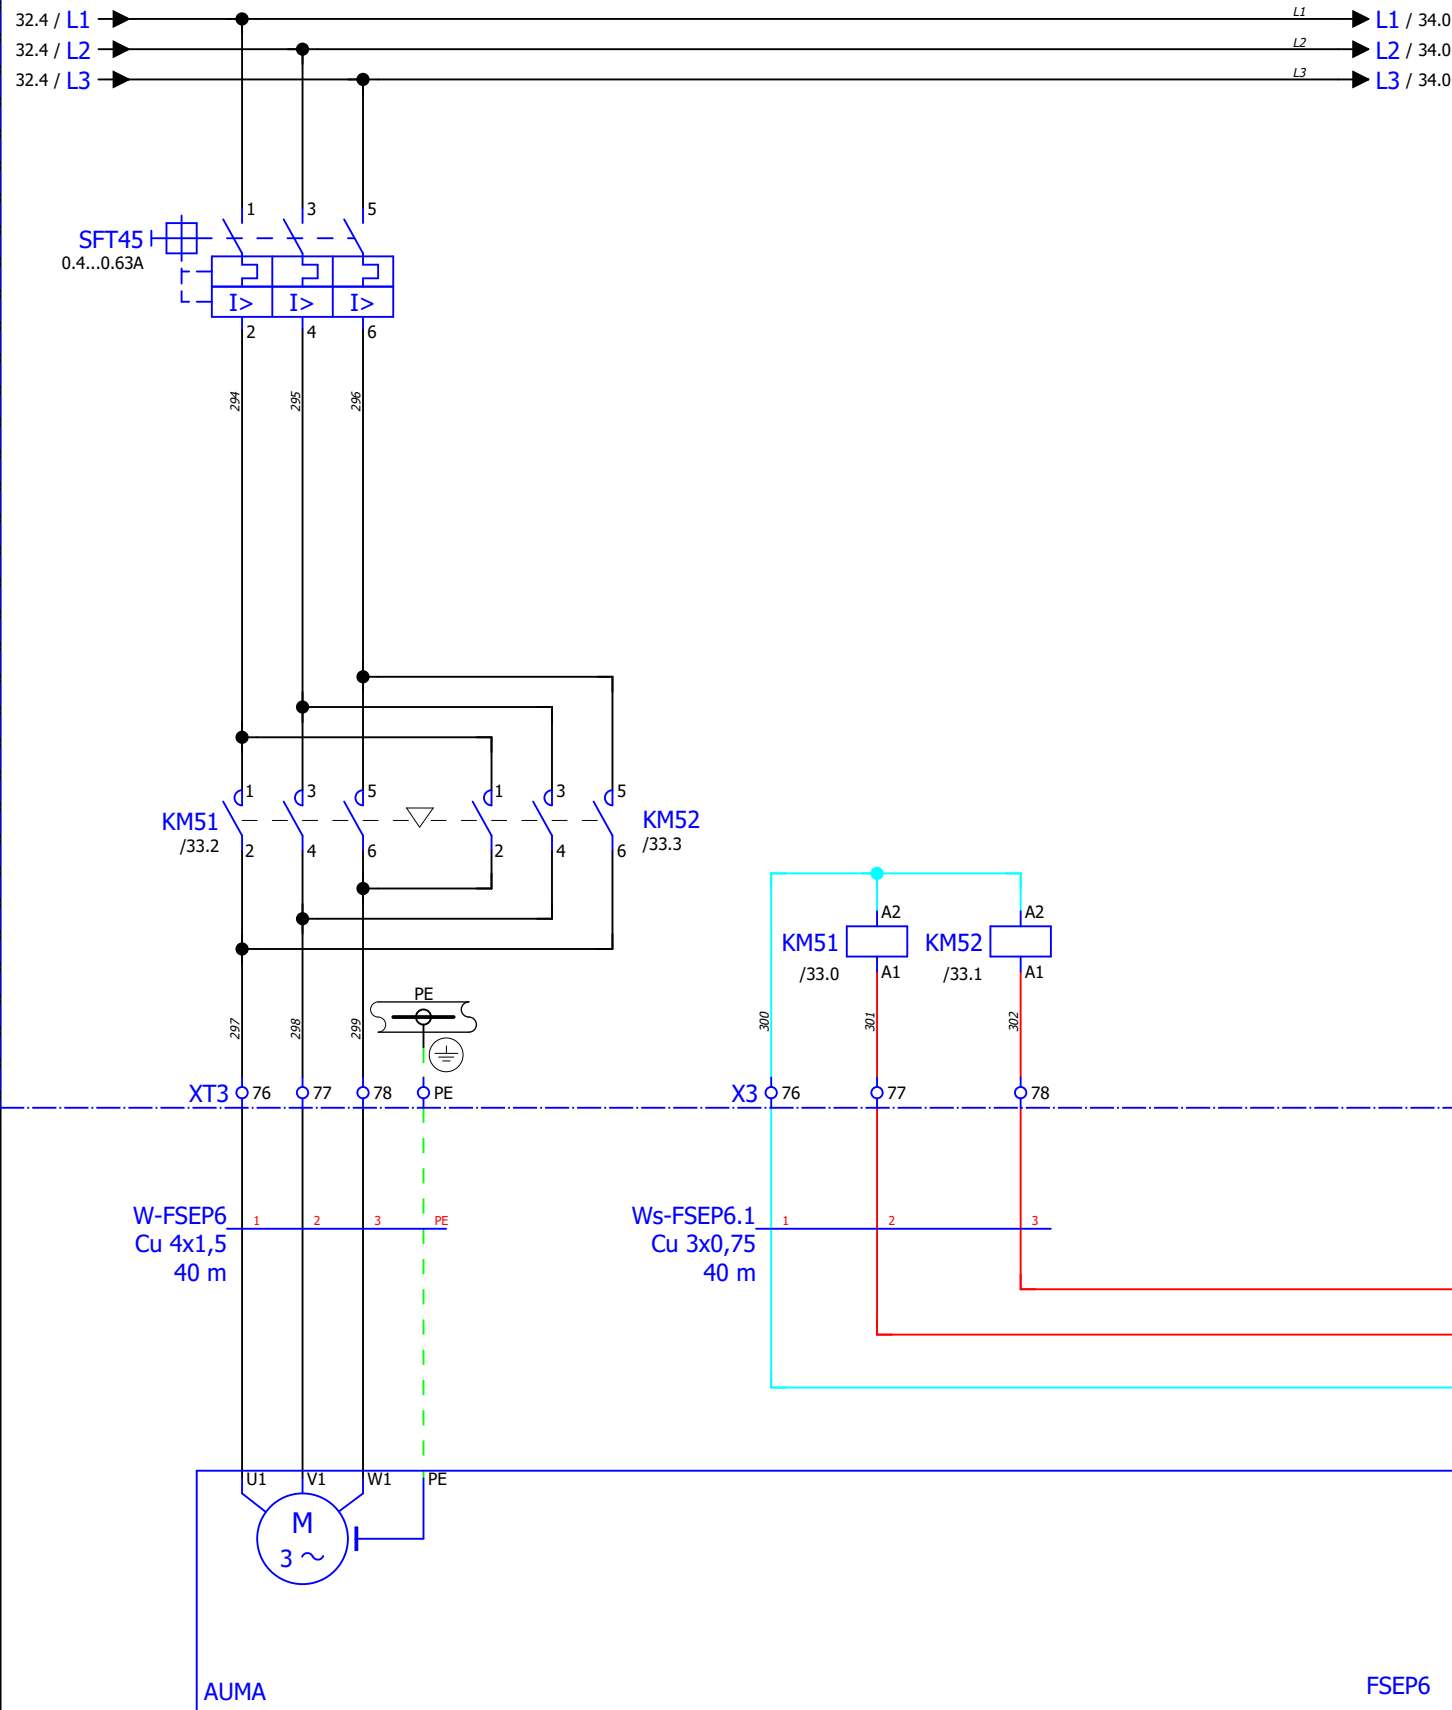 32.4 / L1
L1
L1 / 34.0
32.4 / L2
L2
L2 / 34.0
32.4 / L3
L3
L3 / 34.0
1 3 5
SFT45
0.4...0.63A
I> I> I>
2 4 6
294 295 296
1 3 5 1 3 5
KM51
/33.2
KM52
/33.3
2 4 6 2 4 6
A2 A2
KM51 KM52
/33.0 A1 /33.1 A1
PE
297 298 299
300 301 302
XT3 76 77 78 PE
X3 76 77 78
W-FSEP6 1 2 3 PE
Cu 4x1,5
40 m
Ws-FSEP6.1 1 2 3
Cu 3x0,75
40 m
U1 V1 W1 PE
M
3 ~
AUMA
FSEP6